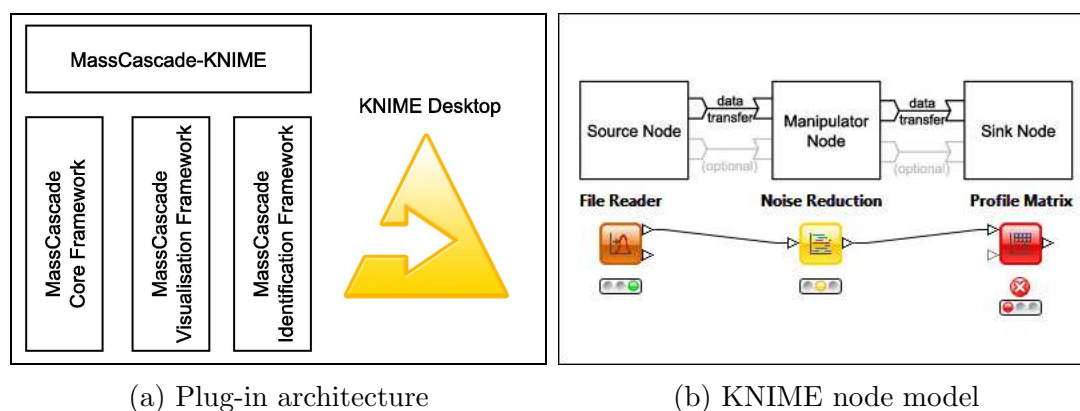 MassCascade-KNIME
KNIME Desktop
MassCascade
Core Framework
MassCascade
Visualisation Framework
MassCascade
Identification Framework
(a) Plug-in architecture
Source Node
data
transfer
(optional)
Manipulator
Node
data
transfer
(optional)
Sink Node
File Reader
Noise Reduction
Profile Matrix
(b) KNIME node model